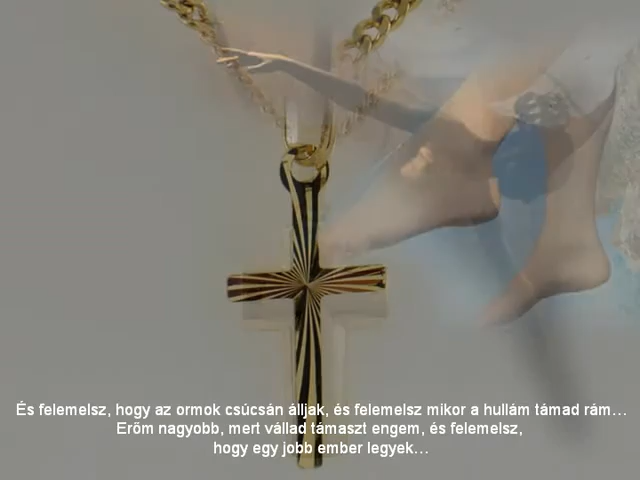 És felemelsz, hogy az ormok csúcsán álljak, és felemelsz mikor a hullám támad rám…
Erõm nagyobb, mert vállad támaszt engem, és felemelsz,
hogy egy jobb ember legyek…